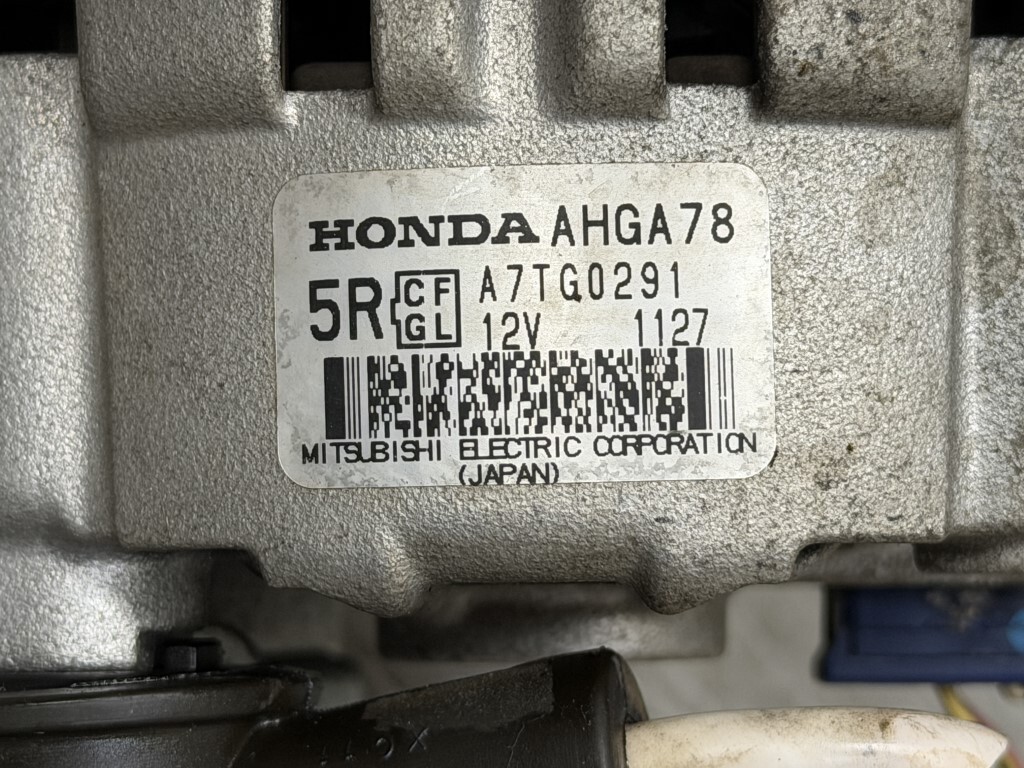 HONDA AHGA78
5R CF GL A7TG0291
12V 1127
MITSUBISHI ELECTRIC CORPORATION
(JAPAN)